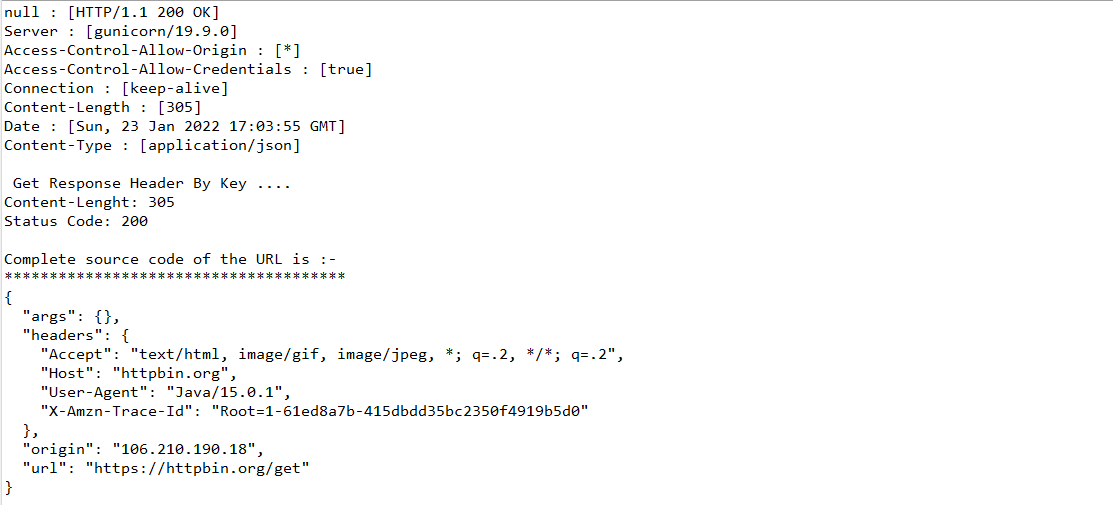 null : [HTTP/1.1 200 OK]
Server : [gunicorn/19.9.0]
Access-Control-Allow-Origin : [*]
Access-Control-Allow-Credentials : [true]
Connection : [keep-alive]
Content-Length : [305]
Date : [Sun, 23 Jan 2022 17:03:55 GMT]
Content-Type : [application/json]

 Get Response Header By Key ....
Content-Lenght: 305
Status Code: 200

Complete source code of the URL is :-
**************************************
{
  "args": {},
  "headers": {
    "Accept": "text/html, image/gif, image/jpeg, *; q=.2, */*; q=.2",
    "Host": "httpbin.org",
    "User-Agent": "Java/15.0.1",
    "X-Amzn-Trace-Id": "Root=1-61ed8a7b-415dbdd35bc2350f4919b5d0"
  },
  "origin": "106.210.190.18",
  "url": "https://httpbin.org/get"
}